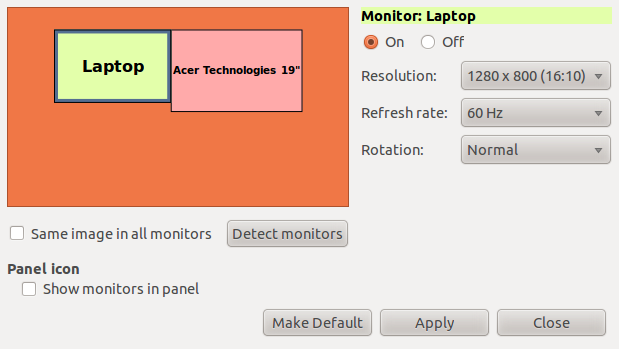 Laptop
Acer Technologies 19"
Monitor: Laptop
On Off
Resolution: 1280 x 800 (16:10)
Refresh rate: 60 Hz
Rotation: Normal
Same image in all monitors Detect monitors
Panel icon
Show monitors in panel
Make Default Apply Close